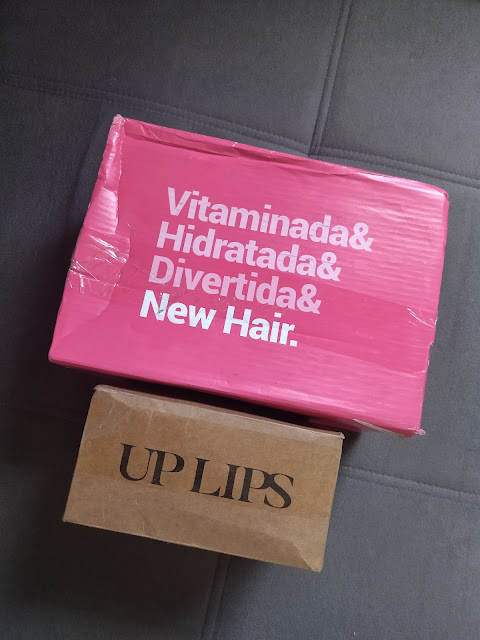 Vitaminada&
Hidratada&
Divertida&
New Hair.
UP LIPS